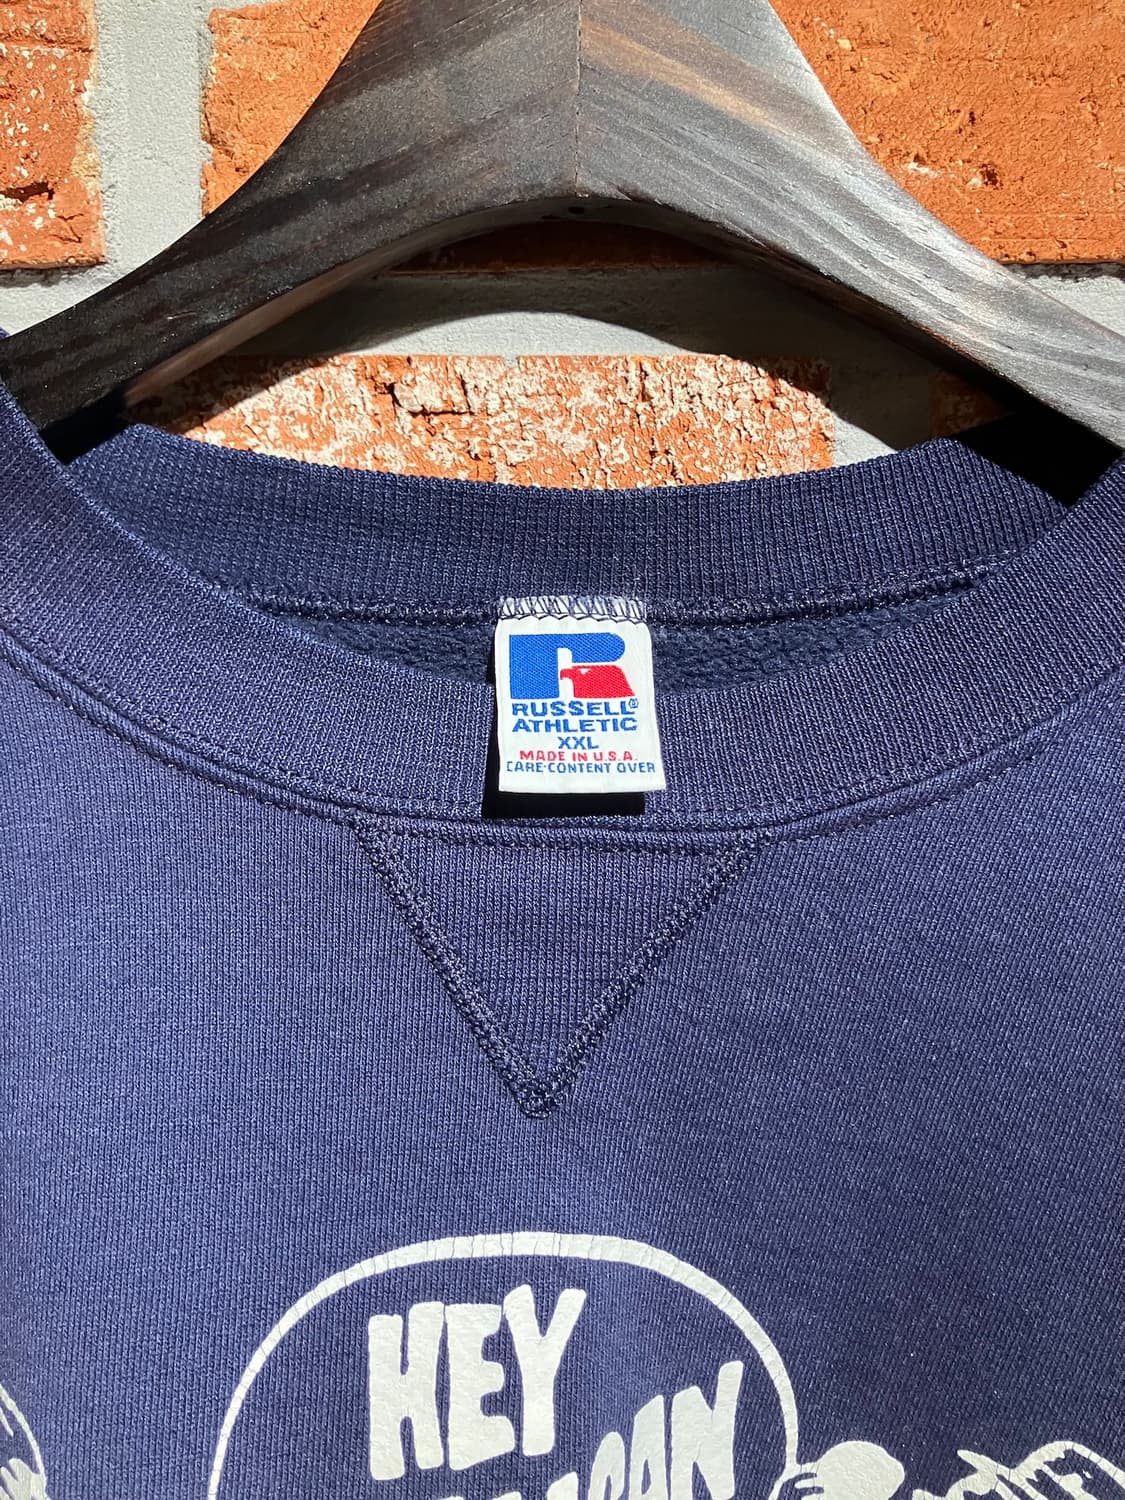 RUSSELL®
ATHLETIC
XXL
MADE IN U.S.A.
CARE-CONTENT OVER
HEY